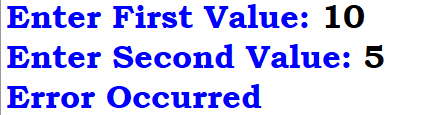 Enter First Value: 10
Enter Second Value: 5
Error Occurred